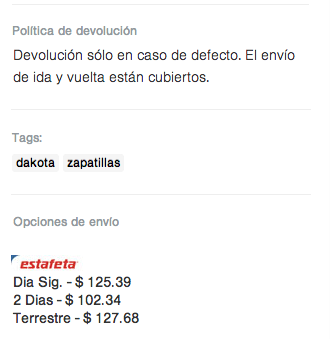 Política de devolución
Devolución sólo en caso de defecto. El envío
de ida y vuelta están cubiertos.
Tags:
dakota zapatillas
Opciones de envío
estafeta
Dia Sig. - $ 125.39
2 Dias - $ 102.34
Terrestre - $ 127.68